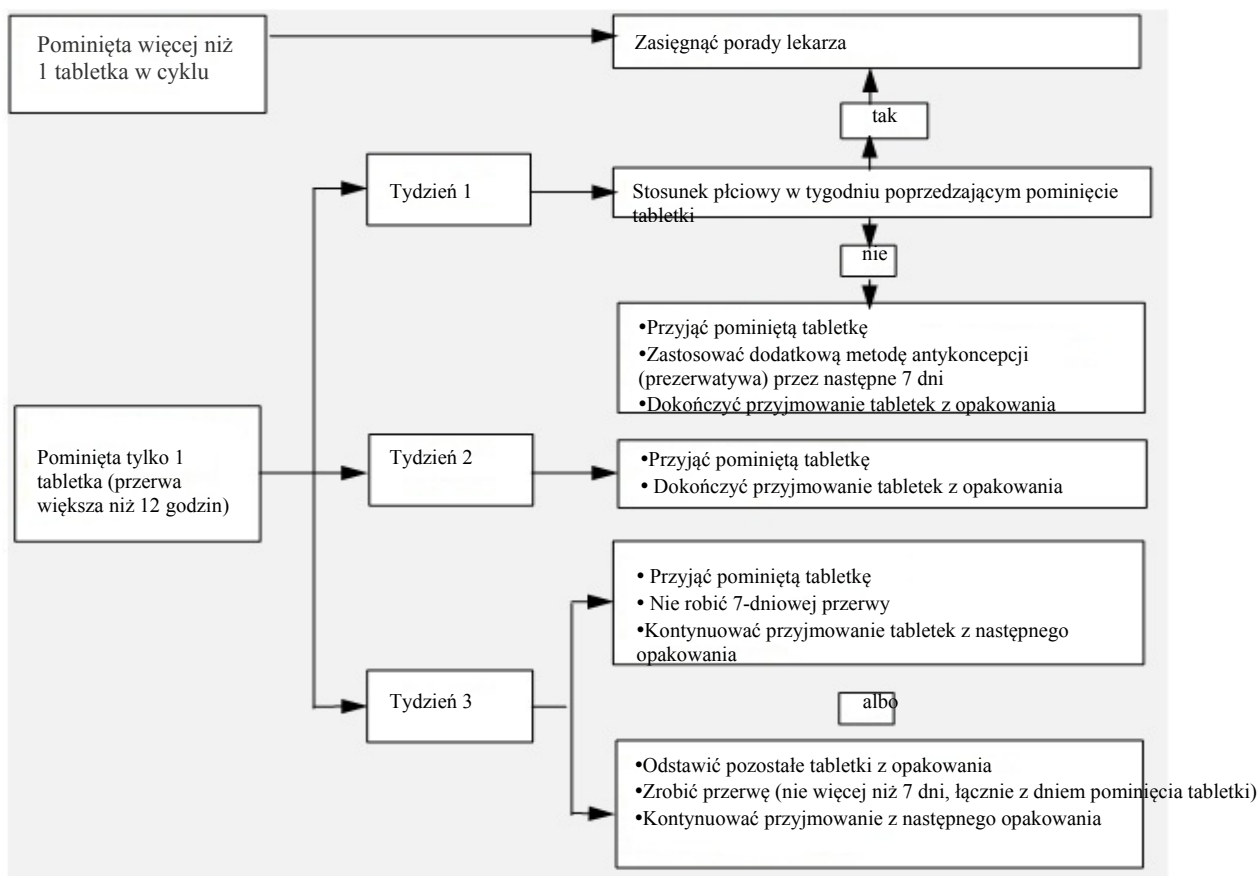 Pominięta więcej niż
1 tabletka w cyklu
Zasięgnąć porady lekarza
tak
Tydzień 1
Stosunek płciowy w tygodniu poprzedzającym pominięcie
tabletki
nie
•Przyjąć pominiętą tabletkę
•Zastosować dodatkową metodę antykoncepcji
(prezerwatywa) przez następne 7 dni
•Dokończyć przyjmowanie tabletek z opakowania
Pominięta tylko 1
tabletka (przerwa
większa niż 12 godzin)
Tydzień 2
•Przyjąć pominiętą tabletkę
• Dokończyć przyjmowanie tabletek z opakowania
• Przyjąć pominiętą tabletkę
• Nie robić 7-dniowej przerwy
•Kontynuować przyjmowanie tabletek z następnego
opakowania
Tydzień 3
albo
•Odstawić pozostałe tabletki z opakowania
•Zrobić przerwę (nie więcej niż 7 dni, łącznie z dniem pominięcia tabletki)
•Kontynuować przyjmowanie z następnego opakowania